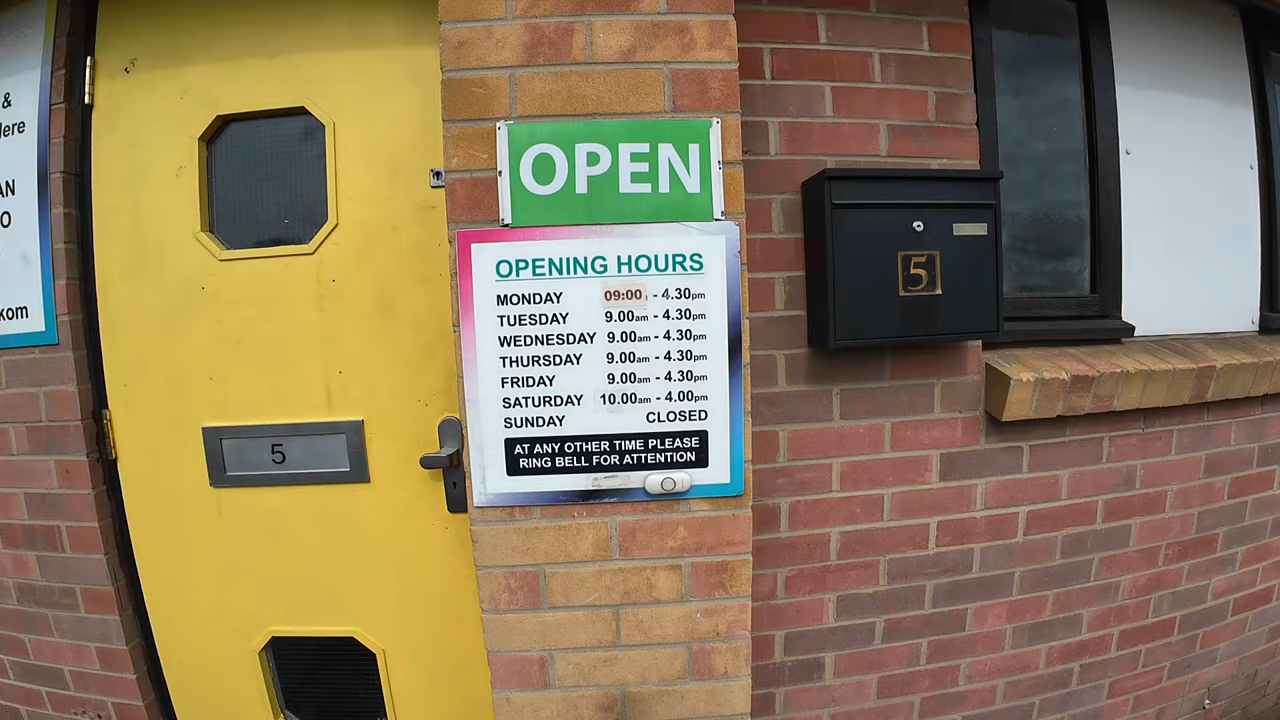 &
Here
AN
O
kom
5
OPEN
OPENING HOURS
MONDAY 09:00 - 4.30pm
TUESDAY 9.00am - 4.30pm
WEDNESDAY 9.00am - 4.30pm
THURSDAY 9.00am - 4.30pm
FRIDAY 9.00am - 4.30pm
SATURDAY 10.00am - 4.00pm
SUNDAY CLOSED
AT ANY OTHER TIME PLEASE
RING BELL FOR ATTENTION
5